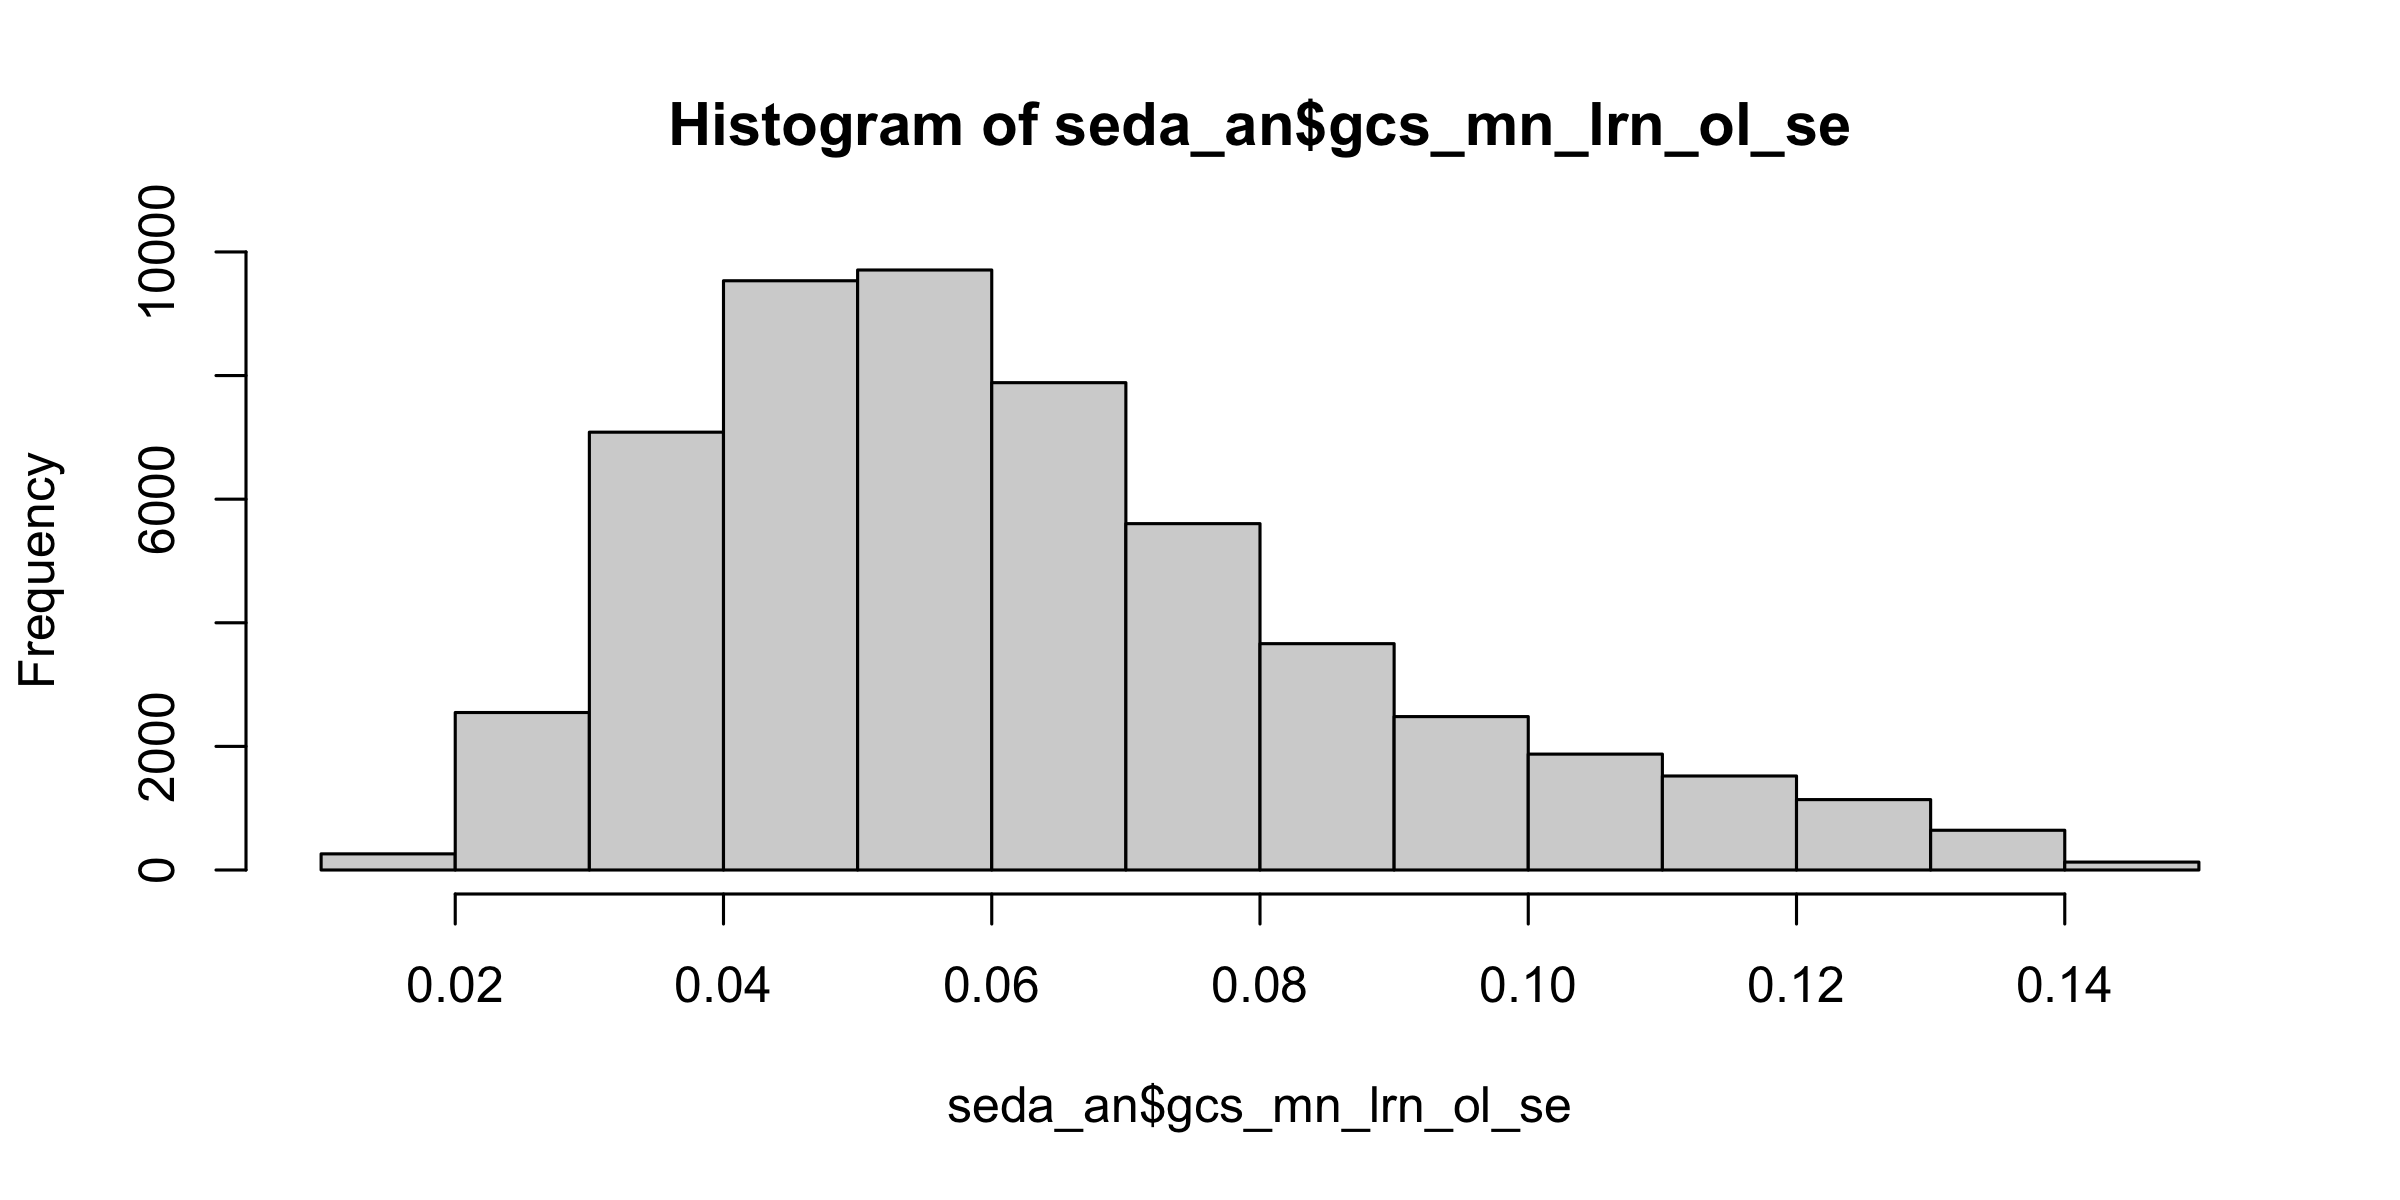 Histogram of seda_an$gcs_mn_lrn_ol_se
Frequency
10000
6000
2000
0
0.02 0.04 0.06 0.08 0.10 0.12 0.14
seda_an$gcs_mn_lrn_ol_se